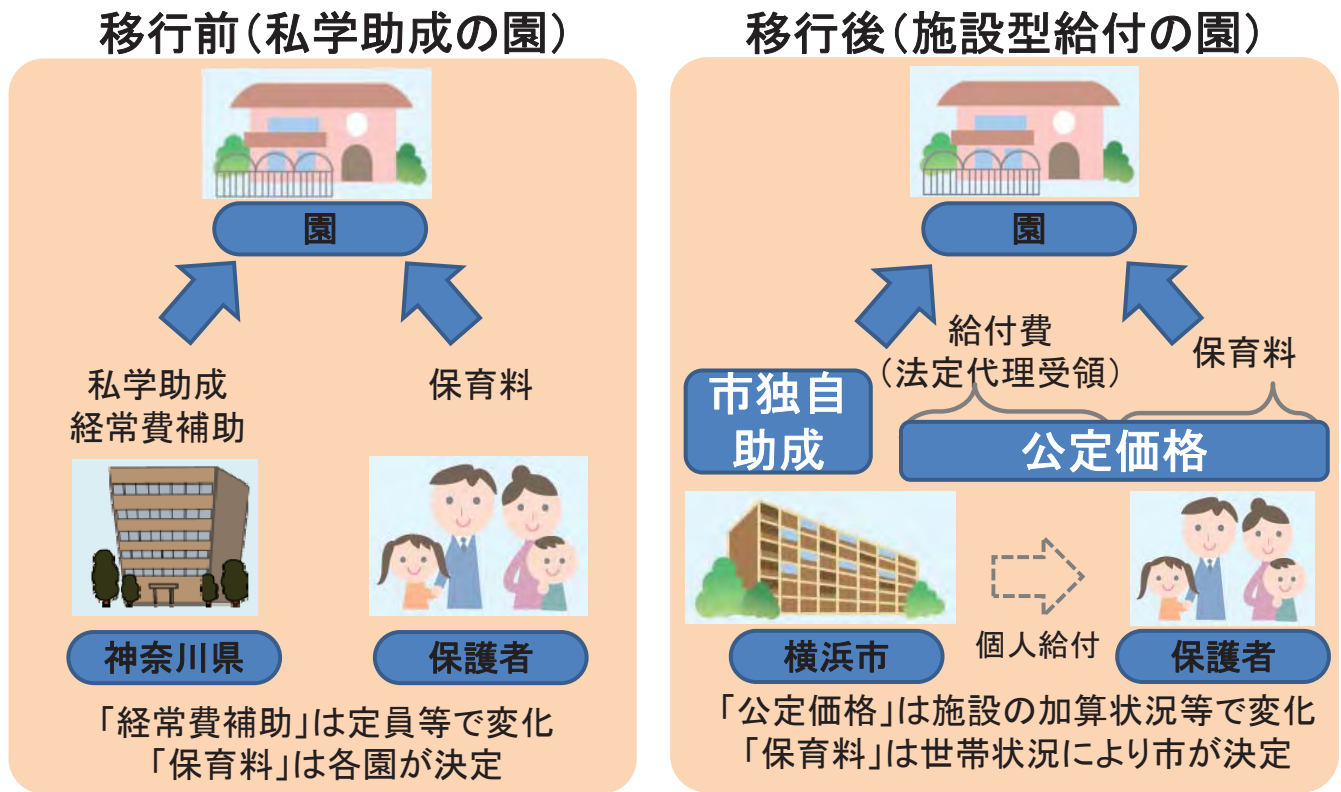 移行前(私学助成の園)
園
私学助成
経常費補助
保育料
神奈川県
保護者
「経常費補助」は定員等で変化
「保育料」は各園が決定
移行後(施設型給付の園)
園
給付費
(法定代理受領)
保育料
市独自
助成
公定価格
横浜市
個人給付
保護者
「公定価格」は施設の加算状況等で変化
「保育料」は世帯状況により市が決定